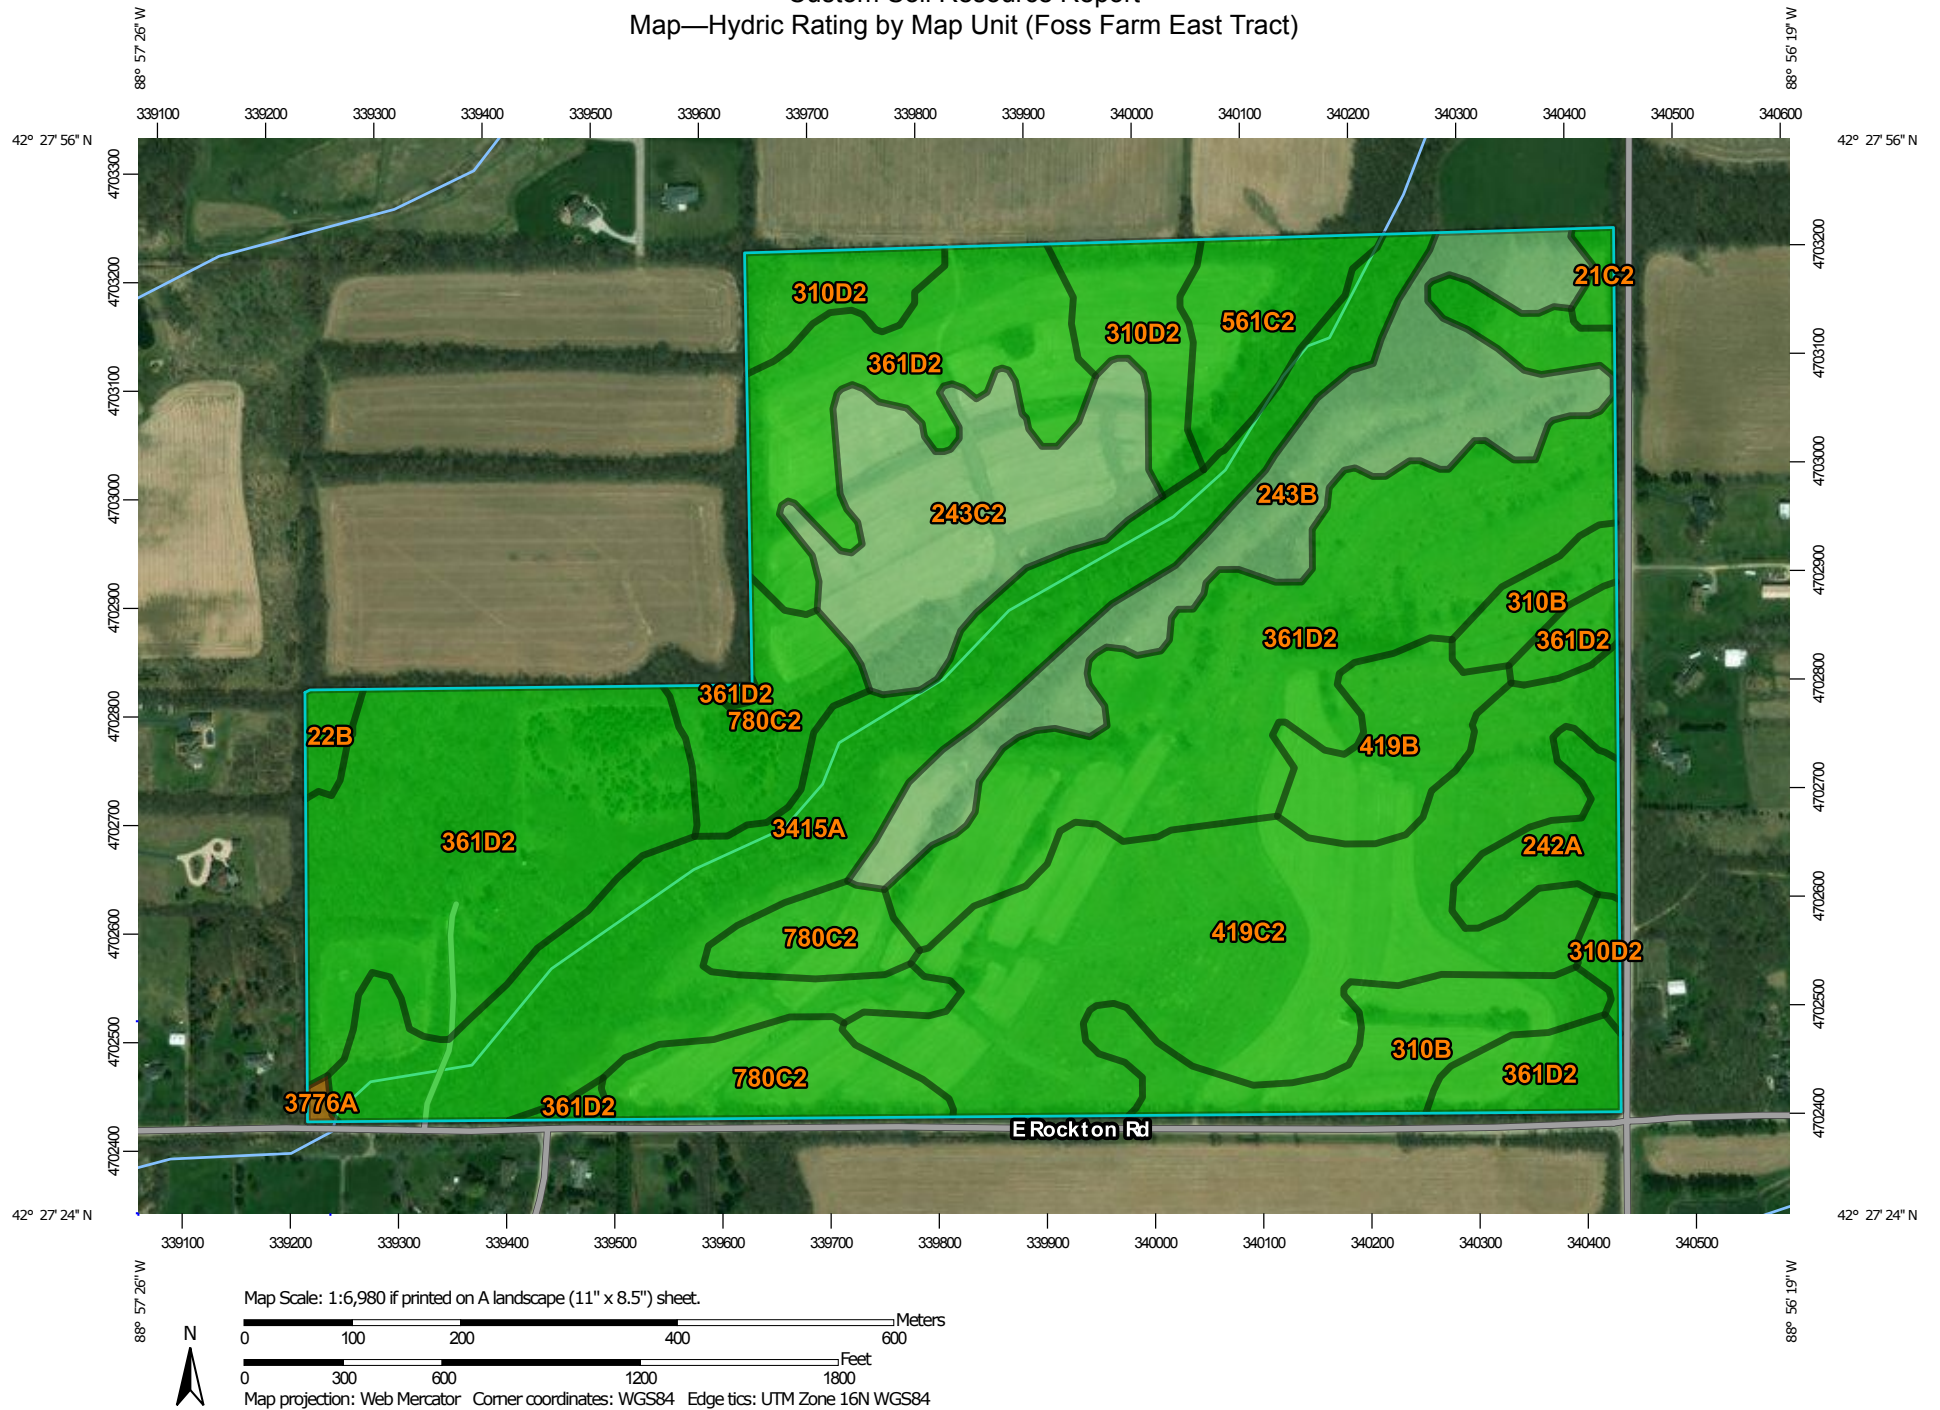 Custom Soil Resource Report
Map—Hydric Rating by Map Unit (Foss Farm East Tract)
88° 57' 26'' W
88° 56' 19'' W
339100 339200 339300 339400 339500 339600 339700 339800 339900 340000 340100 340200 340300 340400 340500 340600
42° 27' 56'' N
42° 27' 56'' N
4703300
4703200
4703100
4703000
4702900
4702800
4702700
4702600
4702500
4702400
4703200
4703100
4703000
4702900
4702800
4702700
4702600
4702500
4702400
21C2
310D2
561C2
310D2
361D2
243B
243C2
310B
361D2
361D2
361D2
780C2
22B
419B
3415A
361D2
242A
419C2
780C2
310D2
310B
361D2
780C2
3776A
361D2
E Rockton Rd
42° 27' 24'' N
42° 27' 24'' N
339100 339200 339300 339400 339500 339600 339700 339800 339900 340000 340100 340200 340300 340400 340500
88° 57' 26'' W
88° 56' 19'' W
N
Map Scale: 1:6,980 if printed on A landscape (11" x 8.5") sheet.
Meters
0 100 200 400 600
Feet
0 300 600 1200 1800
Map projection: Web Mercator Corner coordinates: WGS84 Edge tics: UTM Zone 16N WGS84